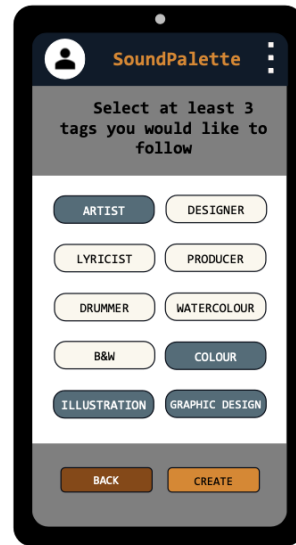 SoundPalette
Select at least 3
tags you would like to
follow
ARTIST
DESIGNER
LYRICIST
PRODUCER
DRUMMER
WATERCOLOUR
B&W
COLOUR
ILLUSTRATION
GRAPHIC DESIGN
BACK
CREATE